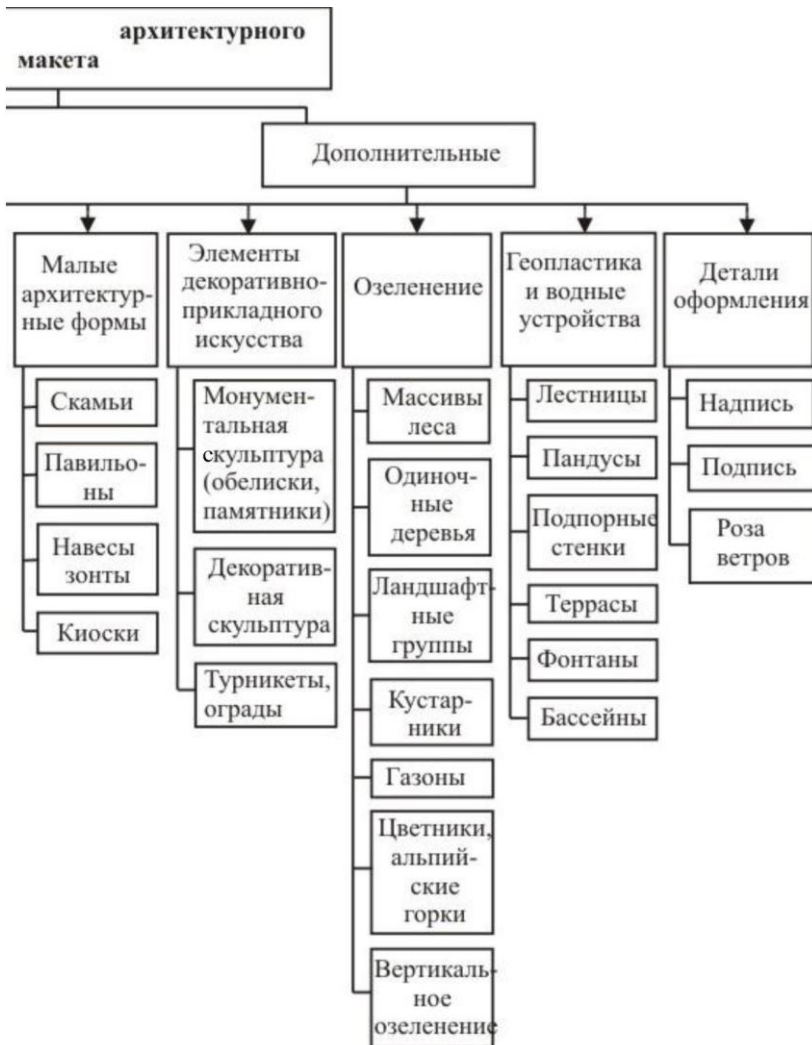 архитектурного
макета
Дополнительные
Малые
архитектур-
ные формы
Скамьи
Павильо-
ны
Навесы
зонты
Киоски
Элементы
декоративно-
прикладного
искусства
Монумен-
тальная
скульптура
(обелиски,
памятники)
Декоратив-
ная
скульптура
Турникеты,
ограды
Озеленение
Массивы
леса
Одиноч-
ные
деревья
Ландшафт-
ные
группы
Кустар-
ники
Газоны
Цветники,
альпий-
ские
горки
Вертикаль-
ное
озеленение
Геопластика
и водные
устройства
Лестницы
Пандусы
Подпорные
стенки
Террасы
Фонтаны
Бассейны
Детали
оформления
Надпись
Подпись
Роза
ветров